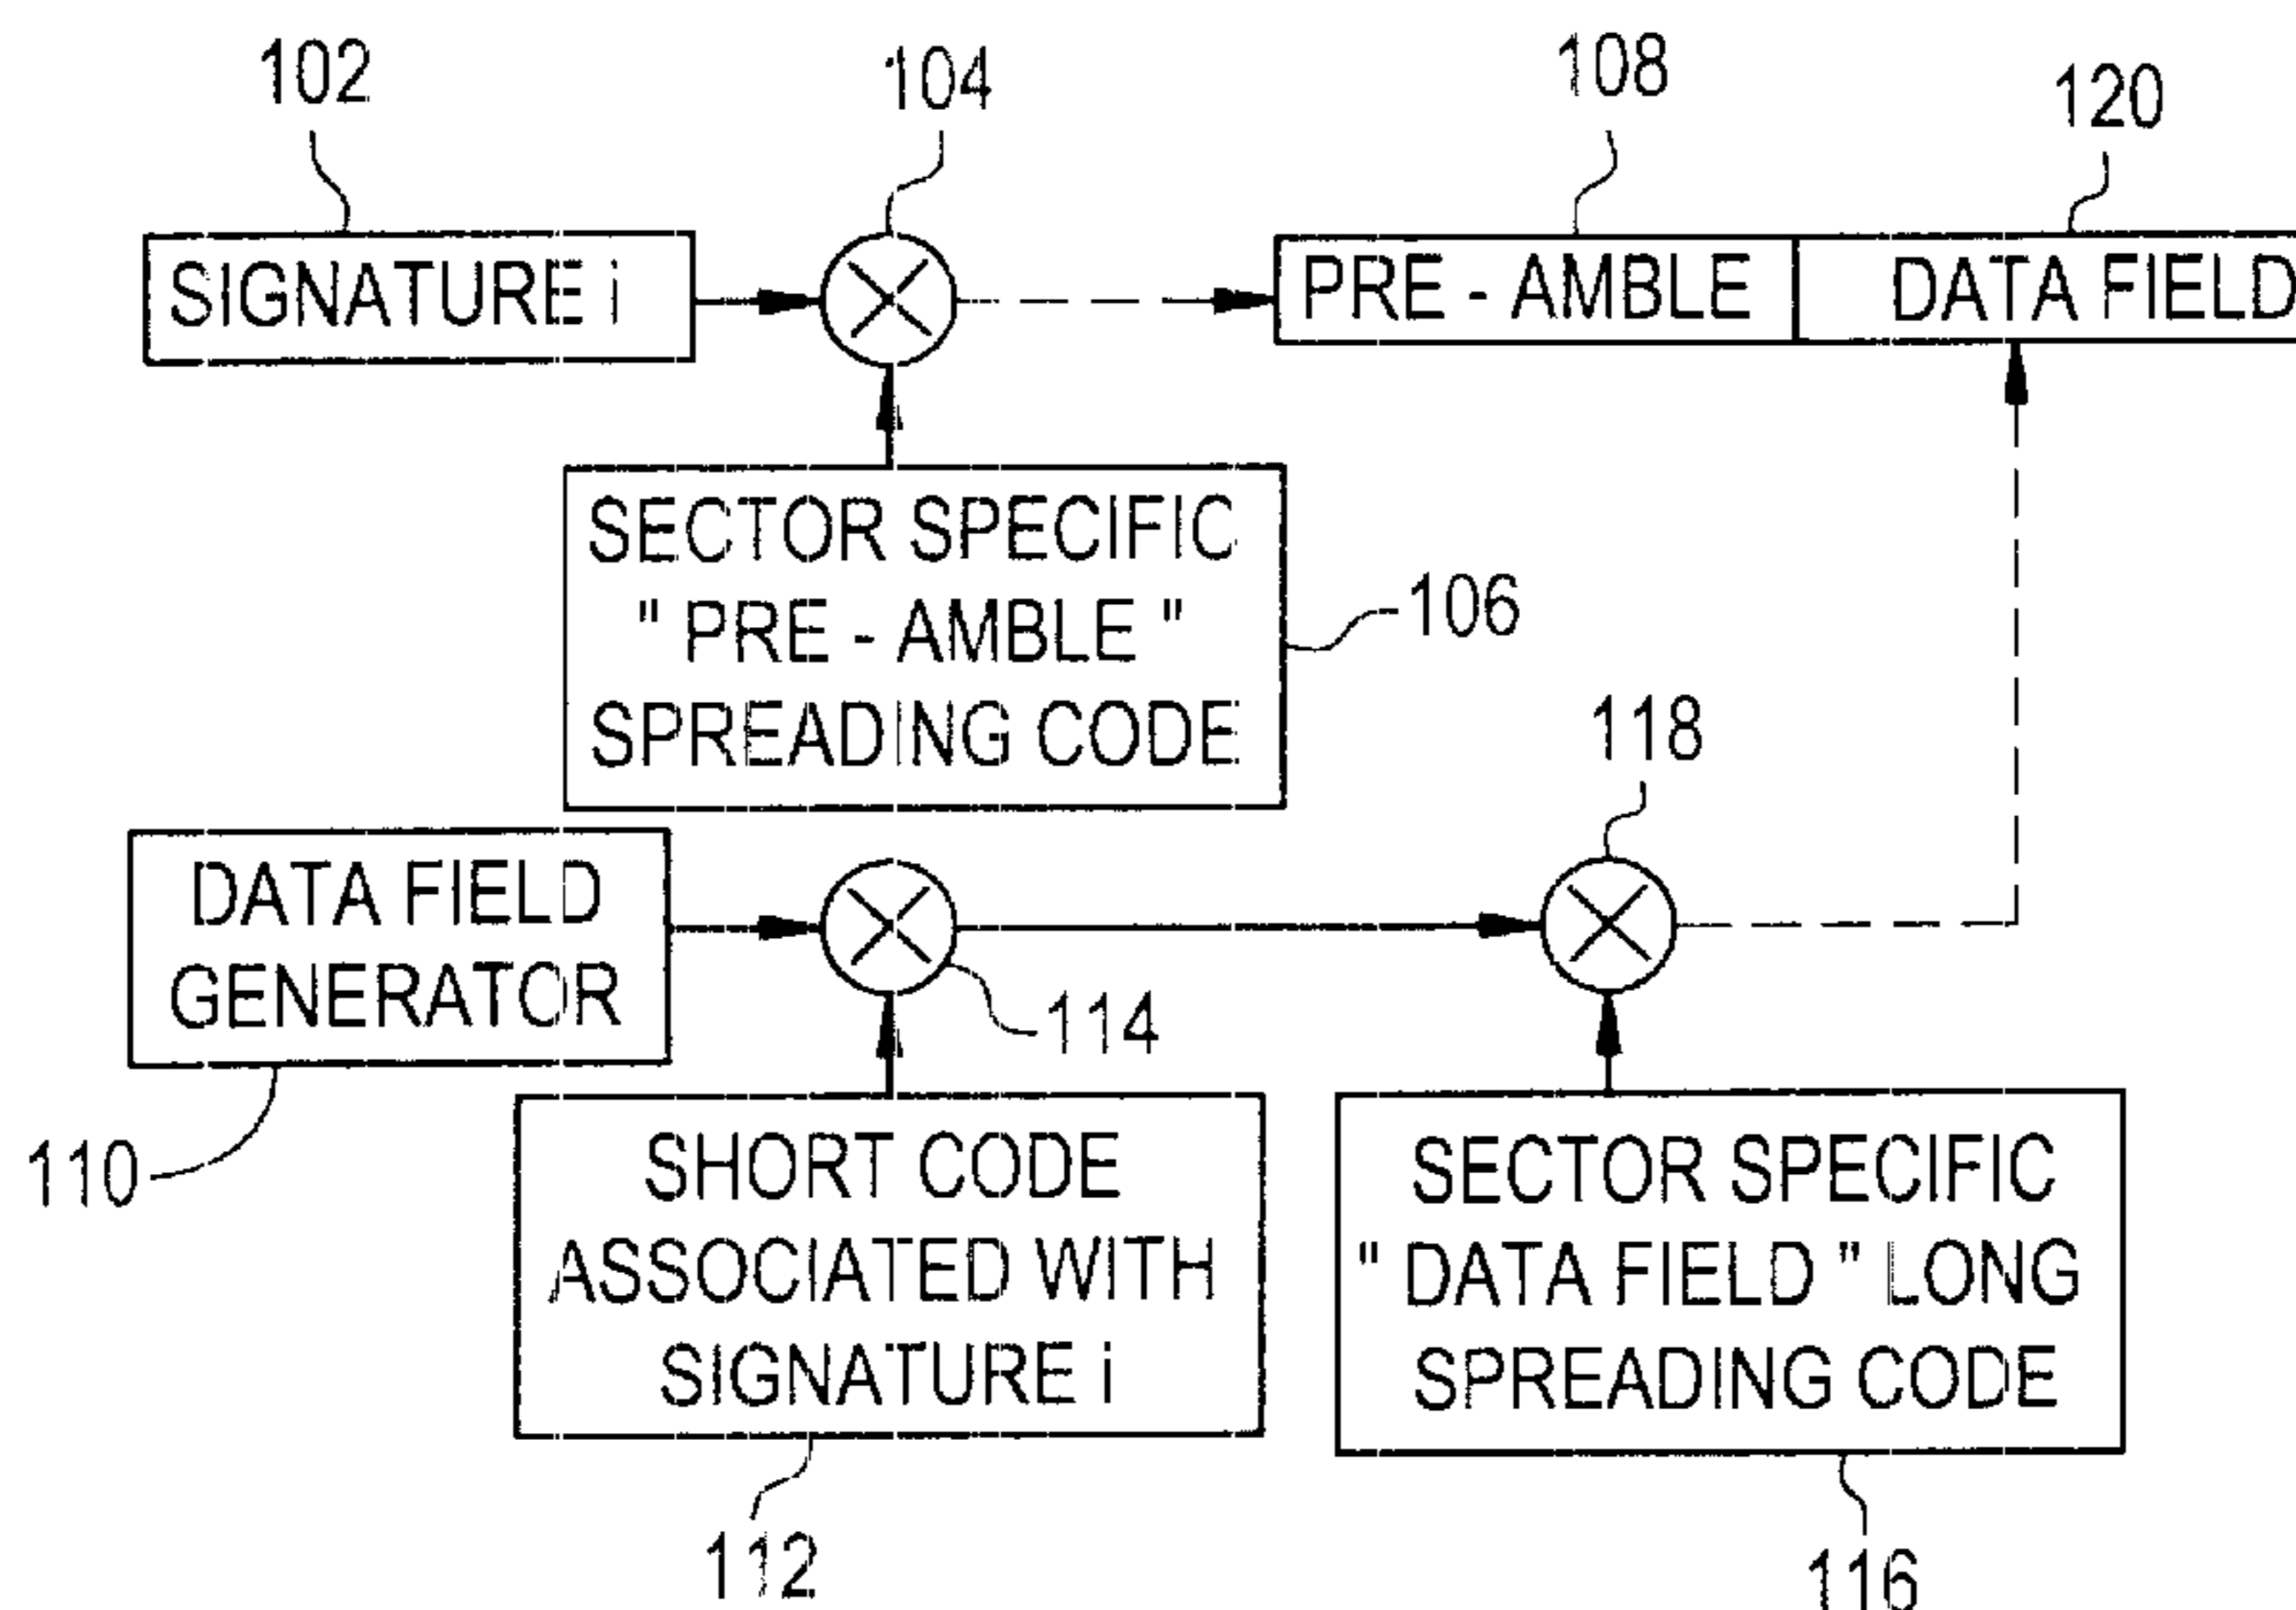 102
104
108
120
SIGNATURE i
PRE - AMBLE
DATA FIELD
SECTOR SPECIFIC
" PRE - AMBLE "
SPREADING CODE
106
118
DATA FIELD
GENERATOR
114
110
SHORT CODE
ASSOCIATED WITH
SIGNATURE i
SECTOR SPECIFIC
" DATA FIELD " LONG
SPREADING CODE
112
116